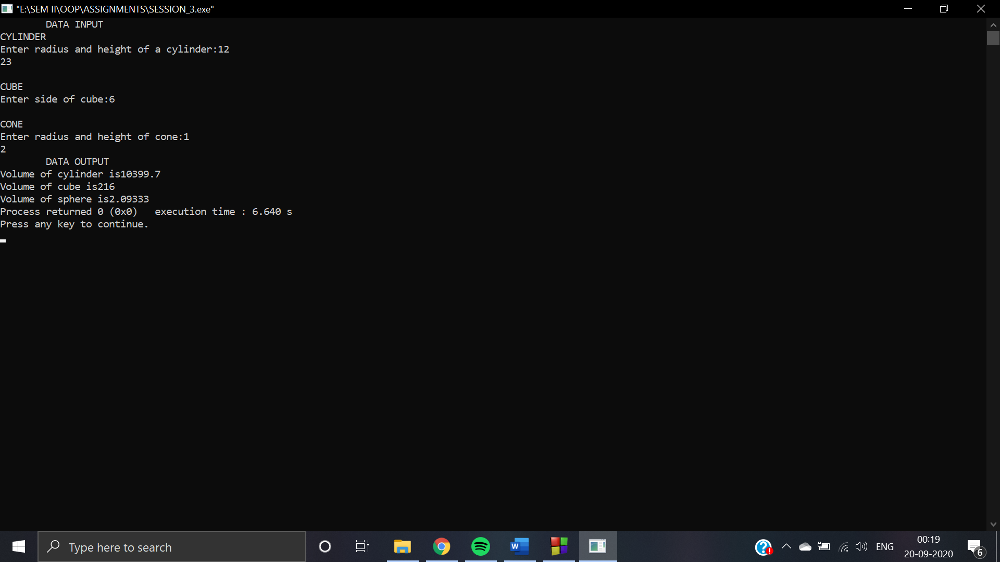 "E:\SEM II\OOP\ASSIGNMENTS\SESSION_3.exe"
DATA INPUT
CYLINDER
Enter radius and height of a cylinder:12
23
CUBE
Enter side of cube:6
CONE
Enter radius and height of cone:1
2
DATA OUTPUT
Volume of cylinder is10399.7
Volume of cube is216
Volume of sphere is2.09333
Process returned 0 (0x0)   execution time : 6.640 s
Press any key to continue.
Type here to search
W
ENG
00:19
20-09-2020
6